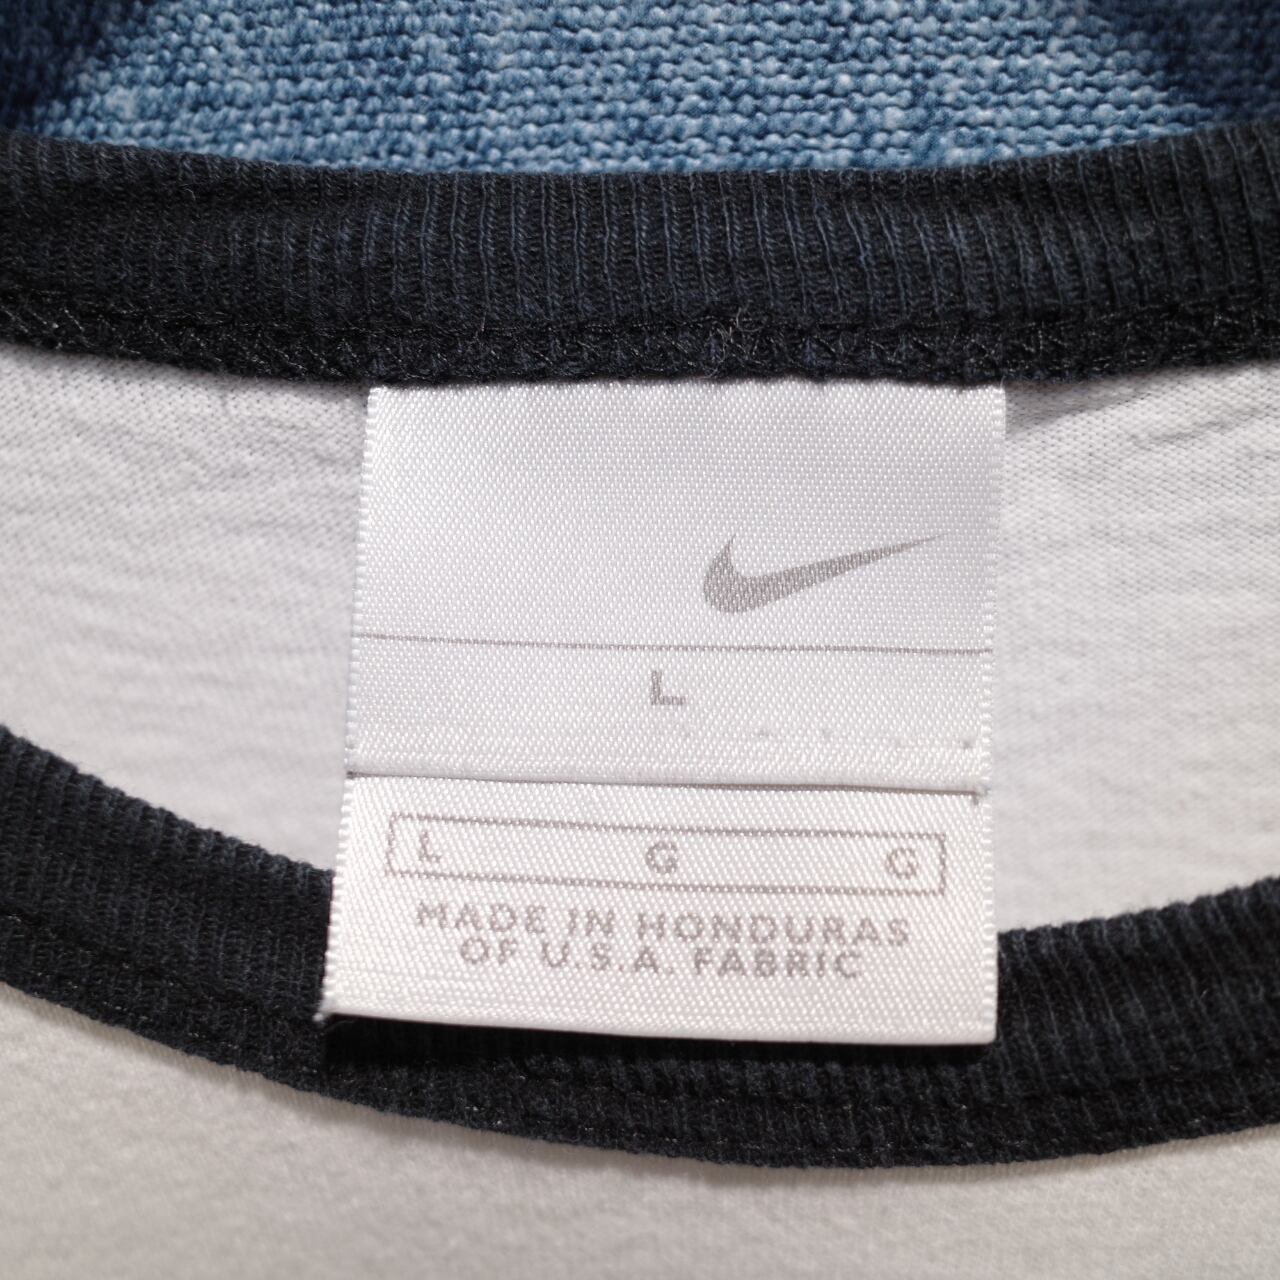 L
L G G
MADE IN HONDURAS
OF U.S.A. FABRIC